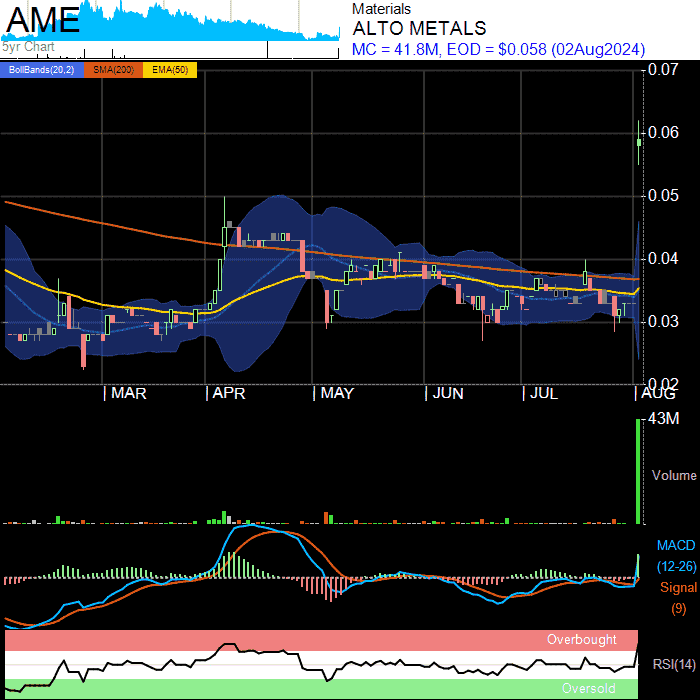 AME
5yr Chart
Materials
ALTO METALS
MC = 41.8M, EOD = $0.058 (02Aug2024)
BollBands(20,2) SMA(200) EMA(50)
0.07
0.06
0.05
0.04
0.03
0.02
MAR APR MAY JUN JUL AUG
43M
Volume
MACD
(12-26)
Signal
(9)
Overbought
RSI(14)
Oversold